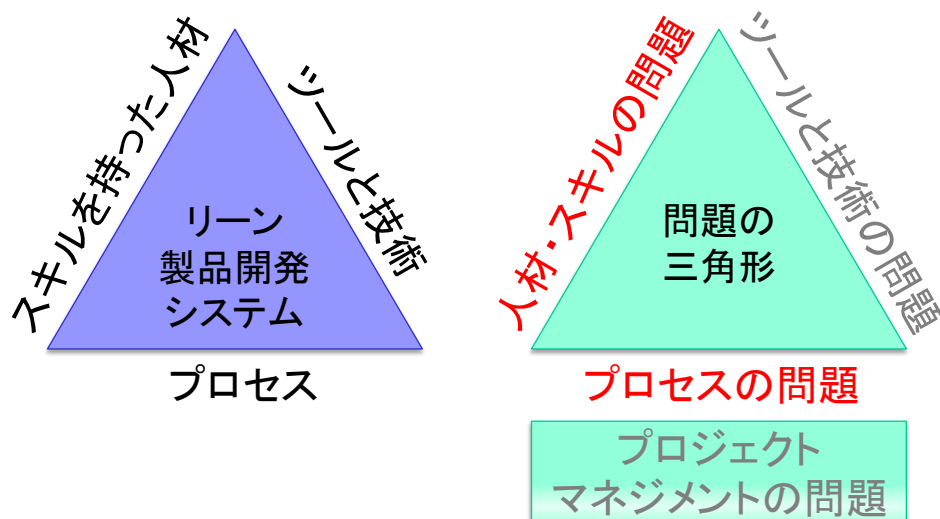 スキルを持った人材
ツールと技術
リーン
製品開発
システム
プロセス
人材・スキルの問題
ツールと技術の問題
問題の
三角形
プロセスの問題
プロジェクト
マネジメントの問題